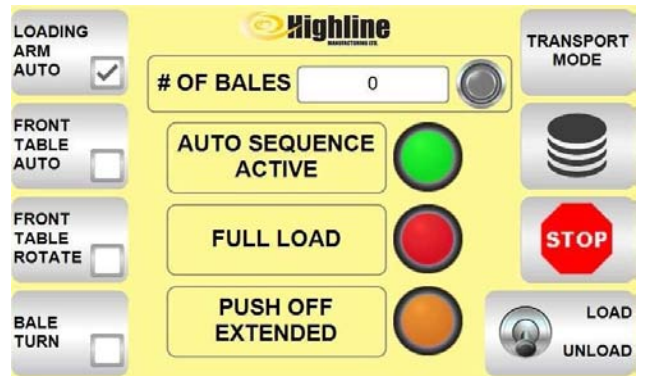 LOADING
ARM
AUTO
Highline
MANUFACTURING LTD.
TRANSPORT
MODE
# OF BALES 0
FRONT
TABLE
AUTO
AUTO SEQUENCE
ACTIVE
FRONT
TABLE
ROTATE
FULL LOAD
STOP
BALE
TURN
PUSH OFF
EXTENDED
LOAD
UNLOAD